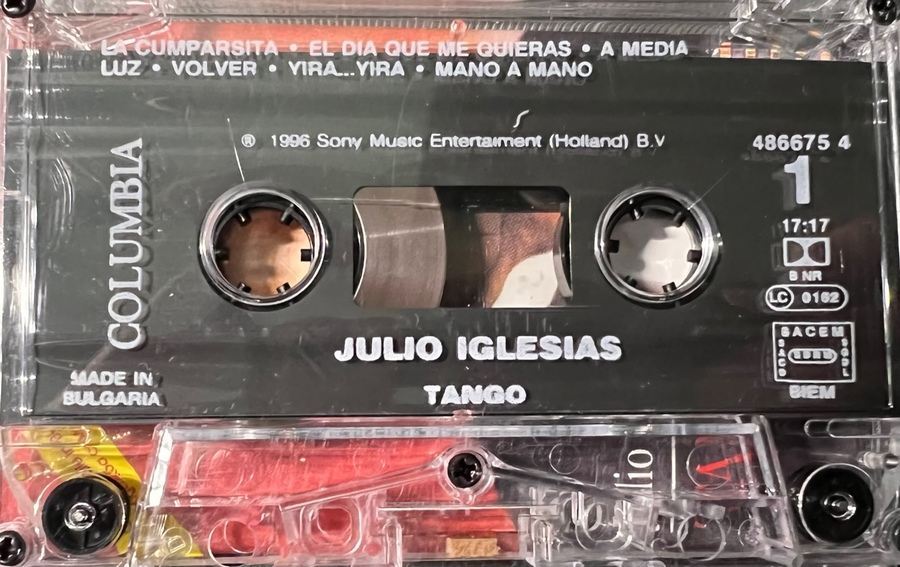 LA CUMPARSITA • EL DIA QUE ME QUIERAS • A MEDIA
LUZ • VOLVER • YIRA...YIRA • MANO A MANO
℗ 1996 Sony Music Entertaiment (Holland) B.V
486675 4
1
17:17
B NR
LC 0162
COLUMBIA
SACEM
BIEM
JULIO IGLESIAS
TANGO
MADE IN
BULGARIA
lio